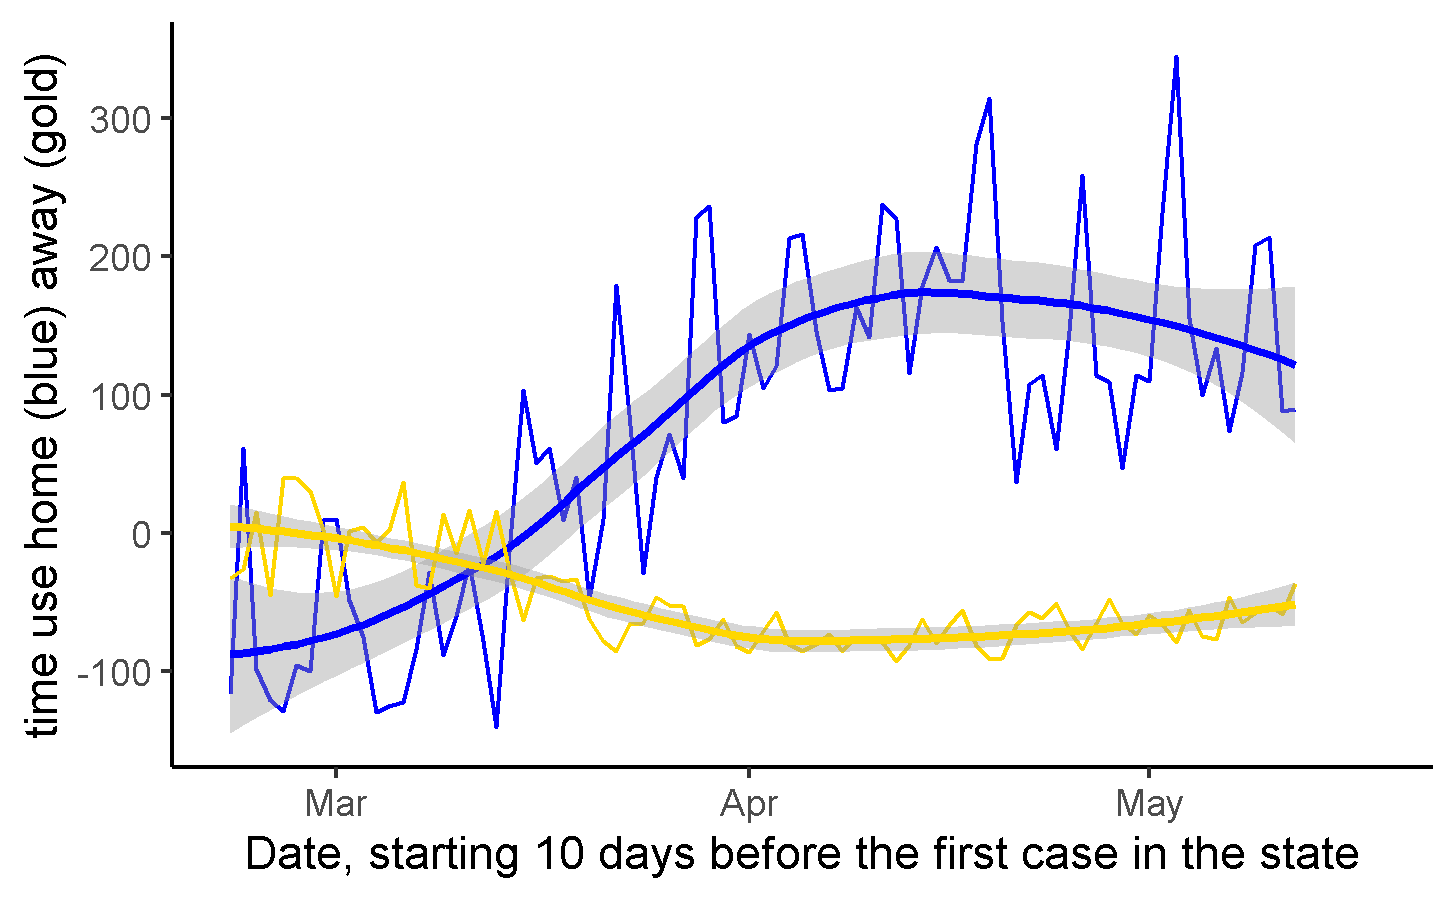 time use home (blue) away (gold)
300
200
100
0
-100
Mar
Apr
May
Date, starting 10 days before the first case in the state